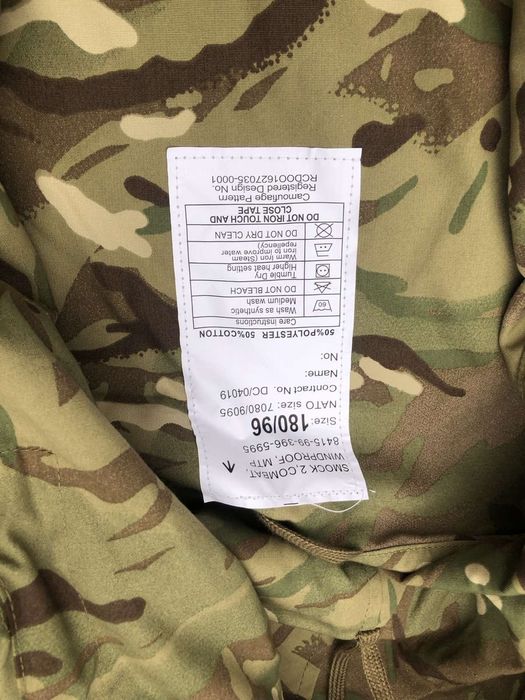 SMOCK 2,COMBAT,
WINDPROOF, MTP
8415-99-396-5995
Size: 180/96
NATO size: 7080/9095
Contract No. DC/04019
Name:
No:
50%POLYESTER 50%COTTON
Care instructions
60
Wash as synthetic
Medium wash
DO NOT BLEACH
Tumble Dry
Higher heat setting
Warm iron (Steam
iron to improve water
repellency)
DO NOT DRY CLEAN
DO NOT IRON TOUCH AND
CLOSE TAPE
Camouflage Pattern
Registered Design No.
RCDOO1627035-0001